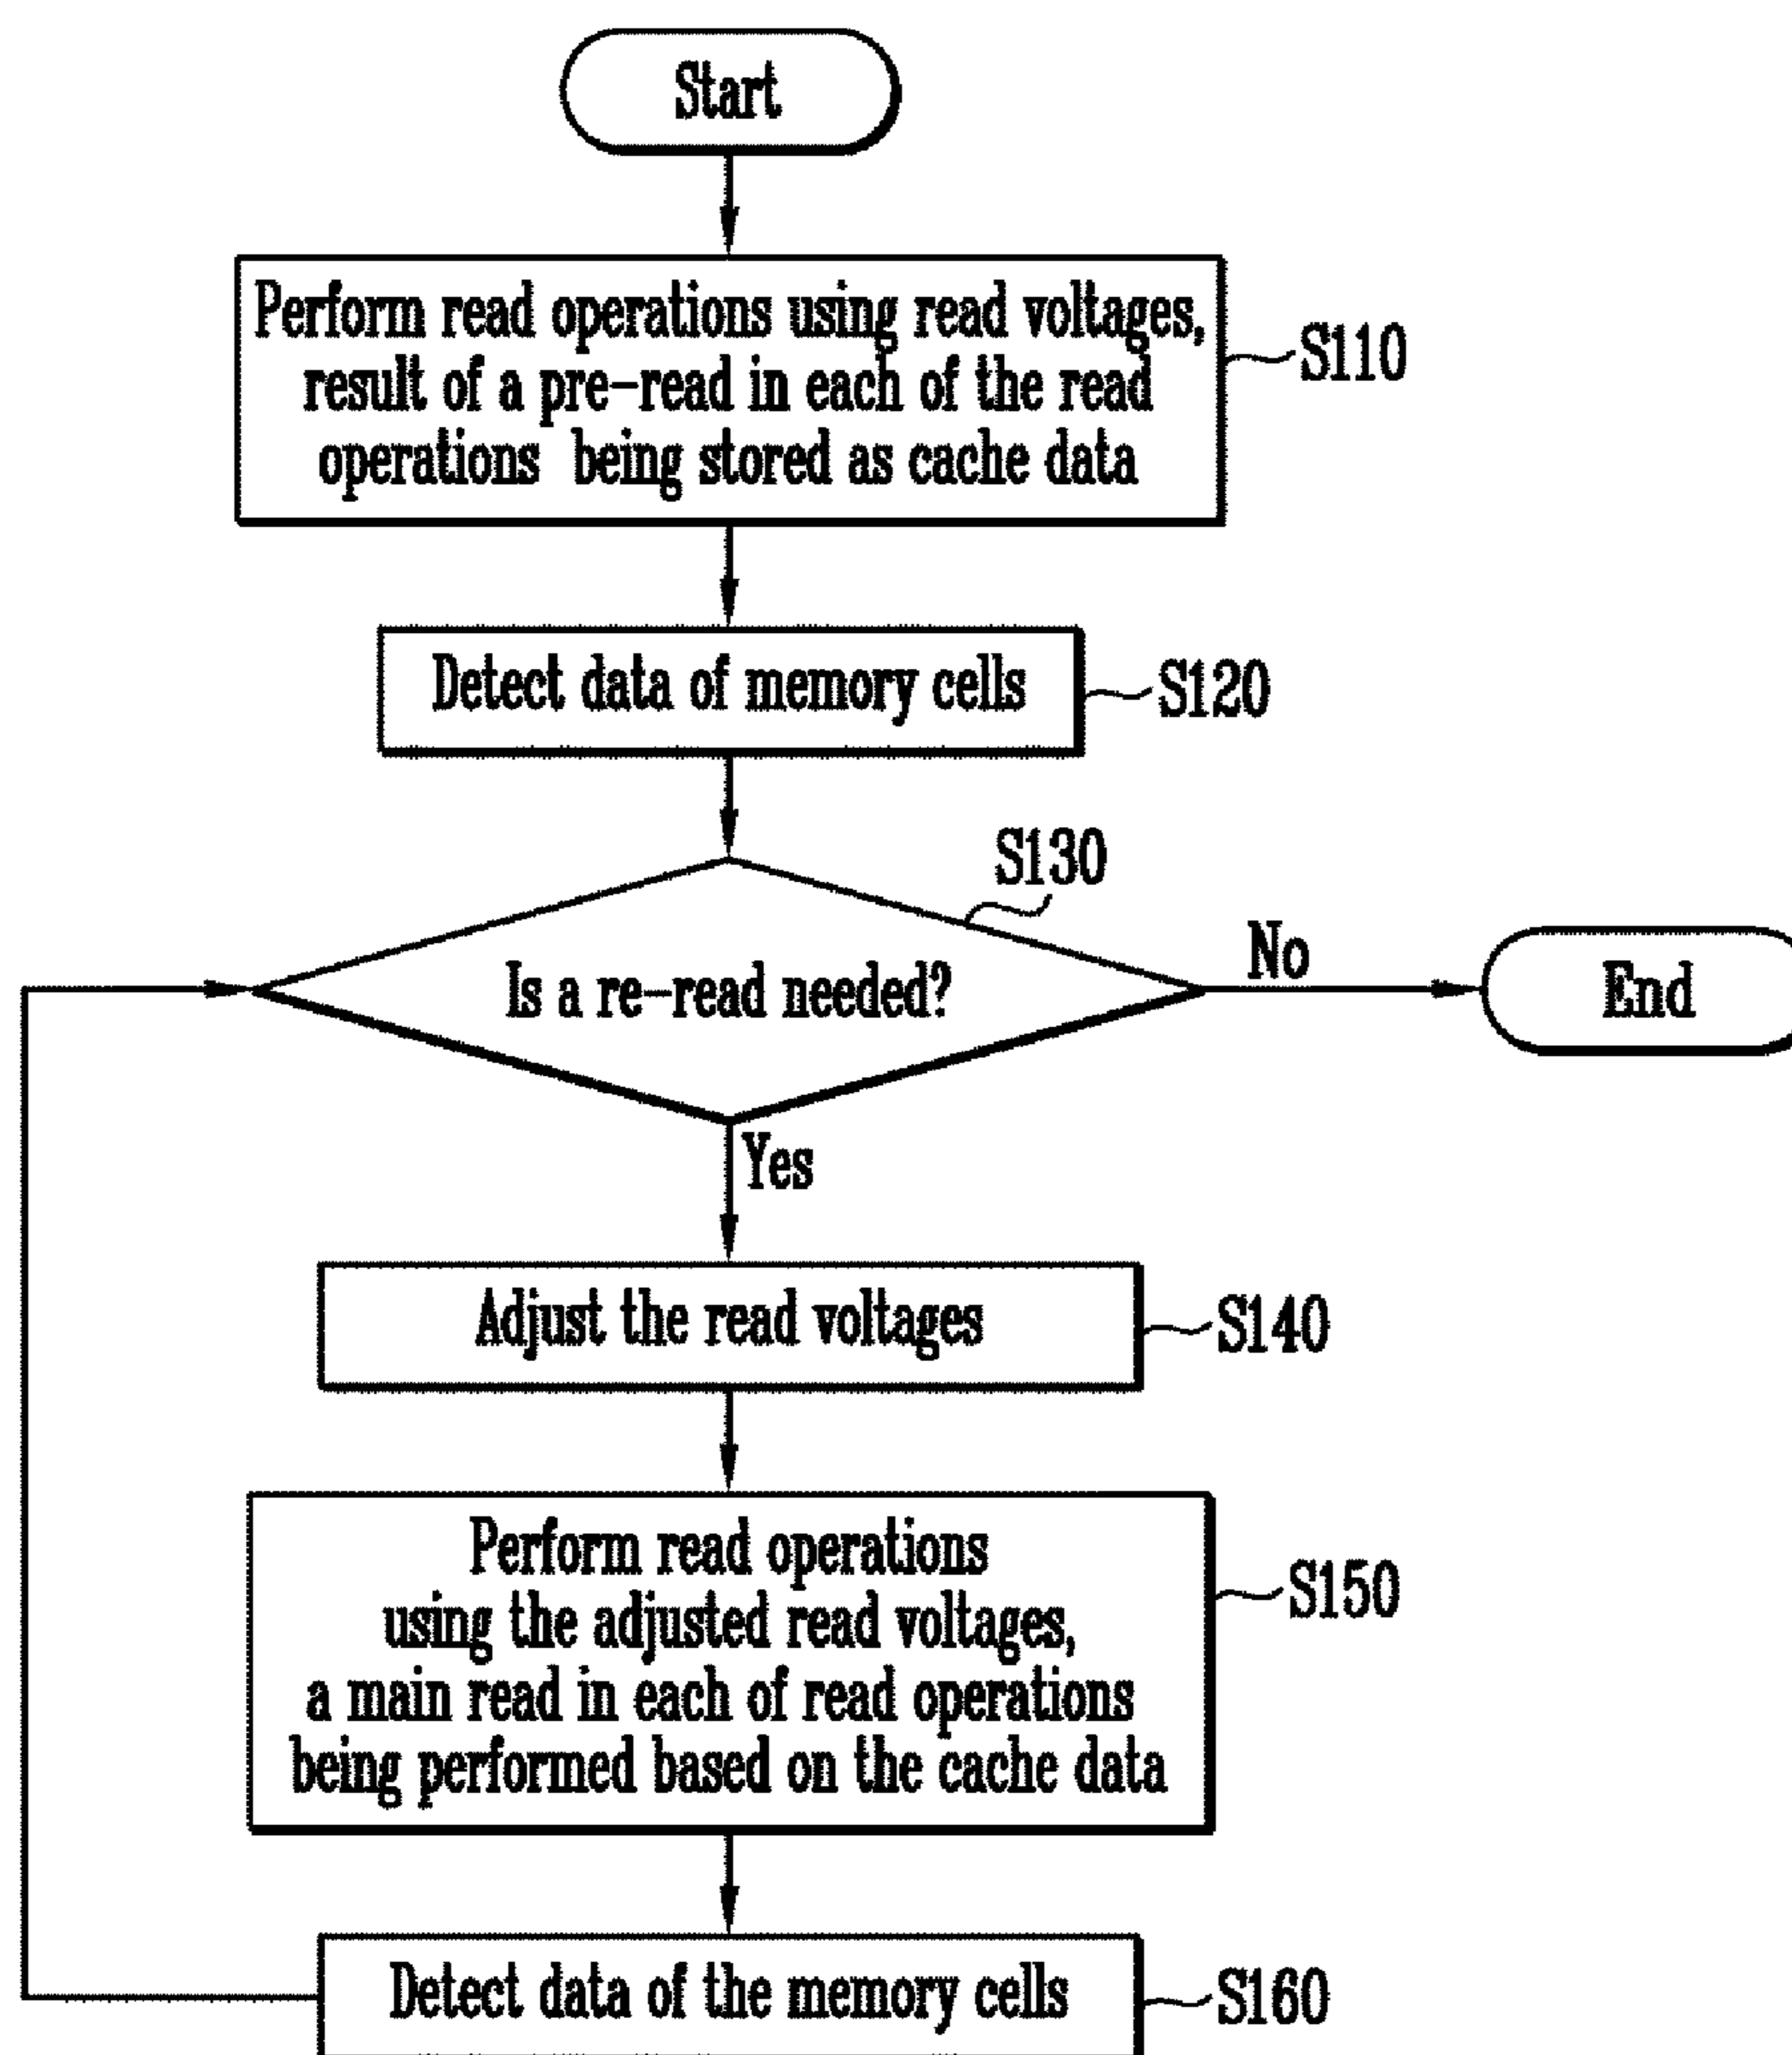 Start
Perform read operations using read voltages,
result of a pre-read in each of the read
operations being stored as cache data
S110
Detect data of memory cells
S120
S130
Is a re-read needed?
No
End
Yes
Adjust the read voltages
S140
Perform read operations
using the adjusted read voltages,
a main read in each of read operations
being performed based on the cache data
S150
Detect data of the memory cells
S160